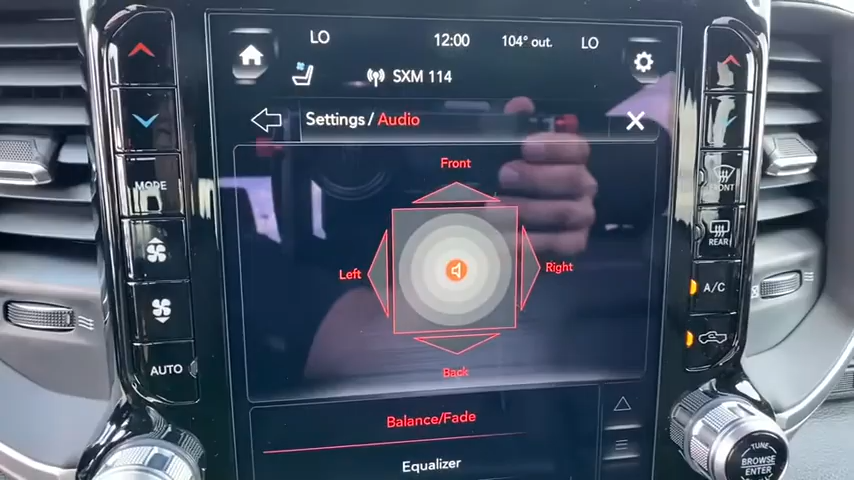 LO 12:00 104° out. LO
SXM 114
Settings/Audio
Front
Left
Right
Back
Balance/Fade
Equalizer
MODE
AUTO
FRONT
REAR
A/C
TUNE
BROWSE
ENTER